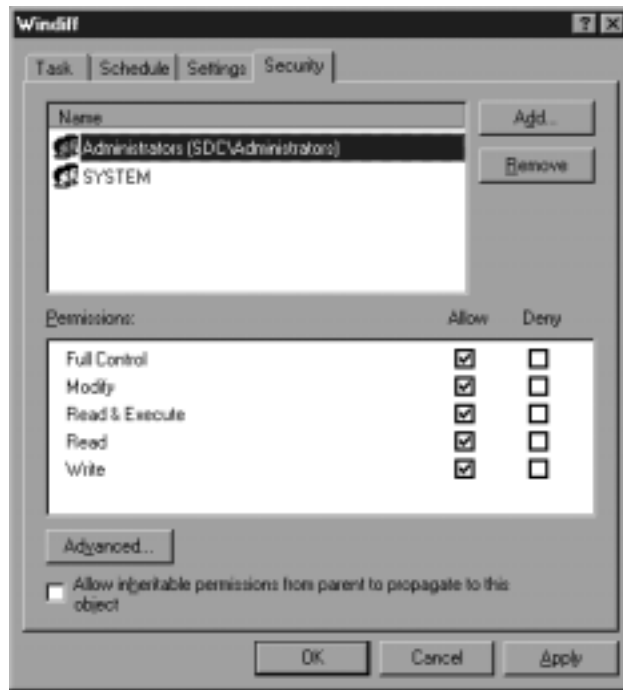 Windiff
Task Schedule Settings Security
Name
Administrators (SDC\Administrators)
SYSTEM
Add...
Remove
Permissions: Allow Deny
Full Control
Modify
Read & Execute
Read
Write
Advanced...
Allow inheritable permissions from parent to propagate to this
object
OK Cancel Apply